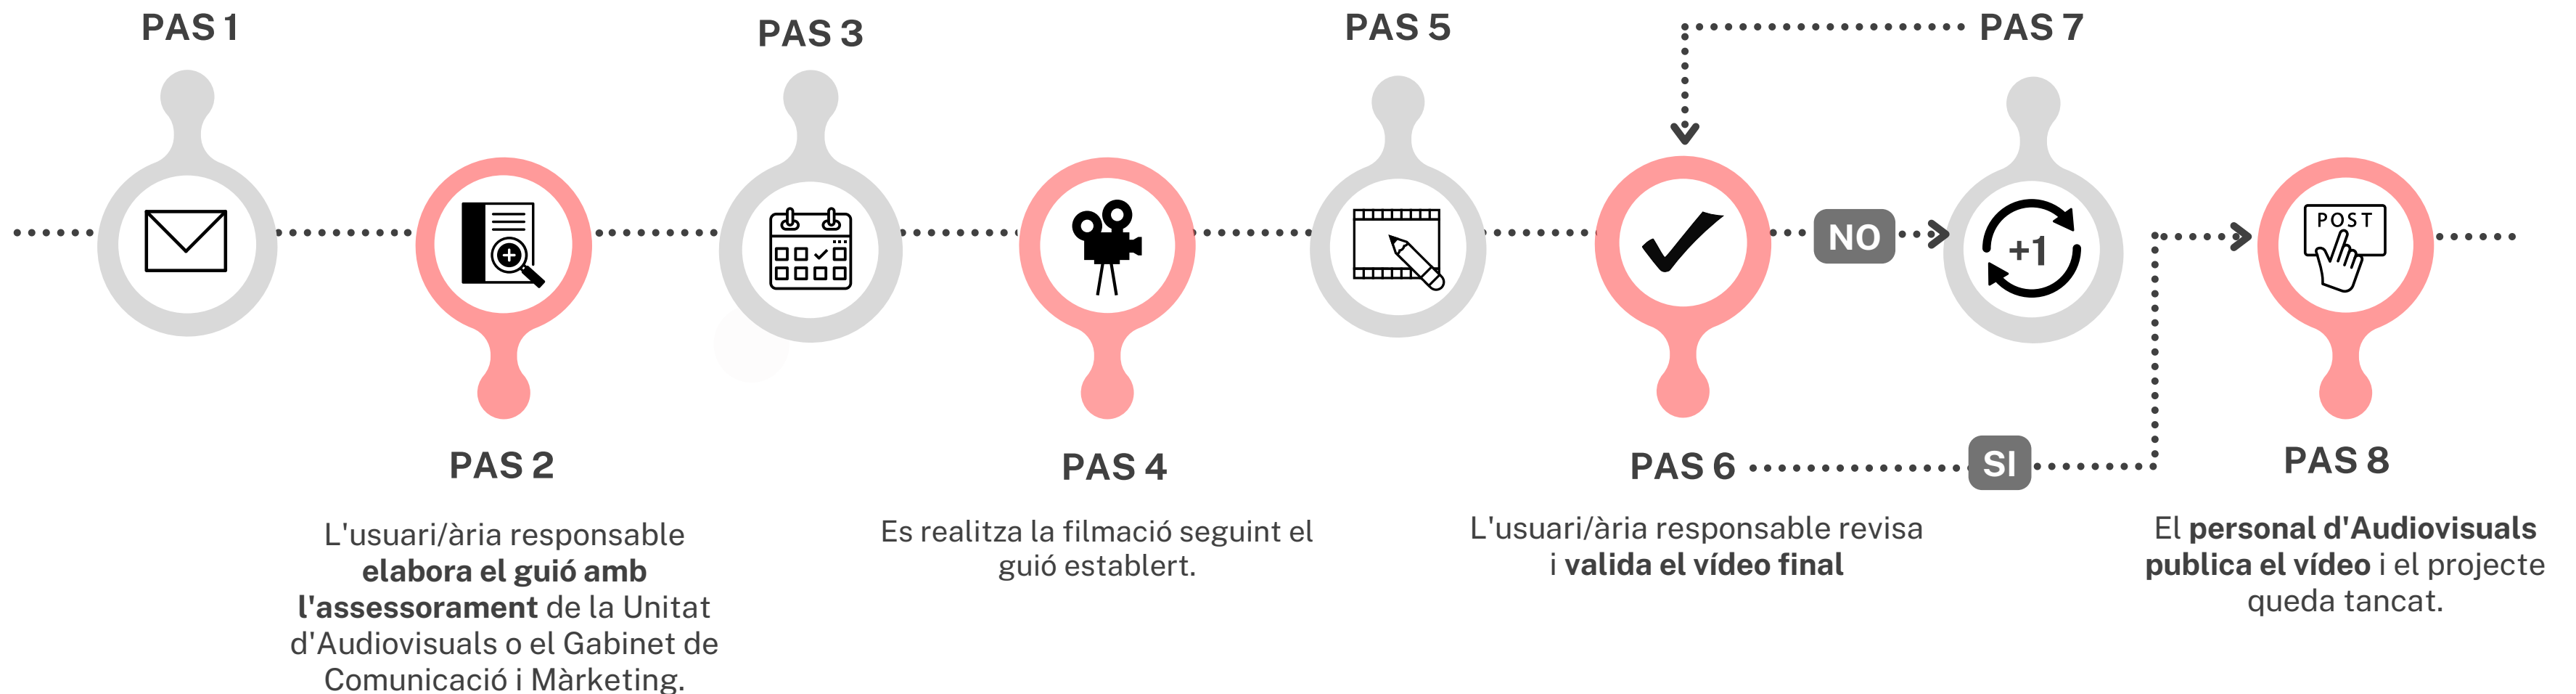 PAS 1
PAS 3
PAS 5
PAS 7
POST
NO
+1
PAS 2
PAS 4
PAS 6
SI
PAS 8
L'usuari/ària responsable
elabora el guió amb
l'assessorament de la Unitat
d'Audiovisuals o el Gabinet de
Comunicació i Màrketing.
Es realitza la filmació seguint el
guió establert.
L'usuari/ària responsable revisa
i valida el vídeo final
El personal d'Audiovisuals
publica el vídeo i el projecte
queda tancat.